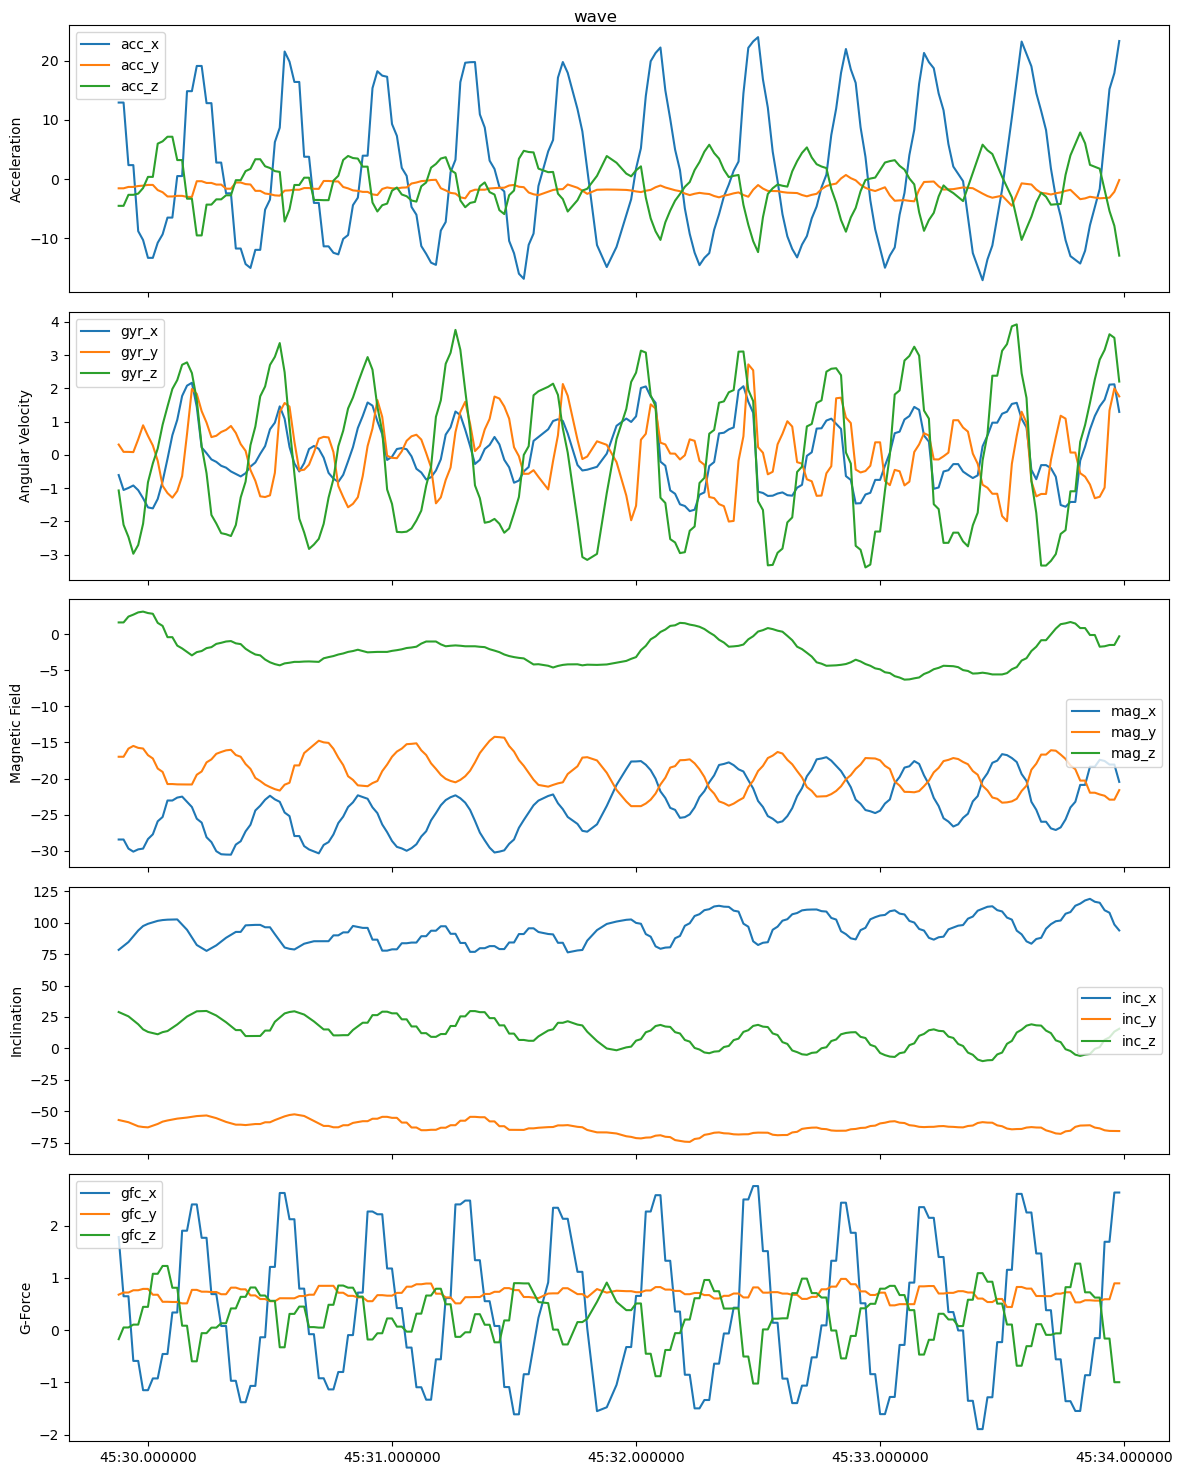 wave
Acceleration
20
10
0
−10
acc_x
acc_y
acc_z
Angular Velocity
4
3
2
1
0
−1
−2
−3
gyr_x
gyr_y
gyr_z
Magnetic Field
0
−5
−10
−15
−20
−25
−30
mag_x
mag_y
mag_z
Inclination
125
100
75
50
25
0
−25
−50
−75
inc_x
inc_y
inc_z
G-Force
2
1
0
−1
−2
gfc_x
gfc_y
gfc_z
45:30.000000 45:31.000000 45:32.000000 45:33.000000 45:34.000000